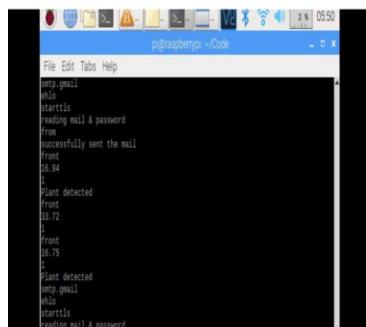 2 % 05:50
pi@raspberrypi: ~/Code
File Edit Tabs Help
smtp.gmail
ehlo
starttls
reading mail & password
from
successfully sent the mail
front
16.94
1
Plant detected
front
33.72
1
front
16.75
1
Plant detected
smtp.gmail
ehlo
starttls
reading mail & password